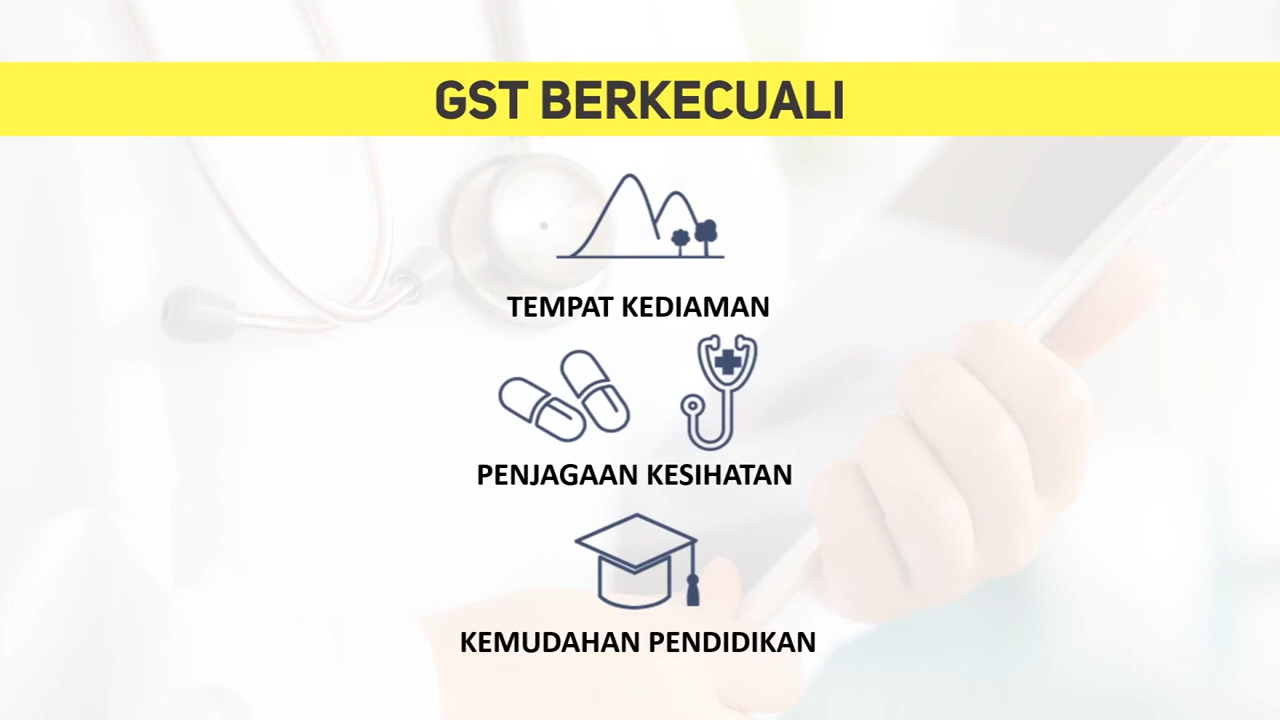 GST BERKECUALI
TEMPAT KEDIAMAN
PENJAGAAN KESIHATAN
KEMUDAHAN PENDIDIKAN